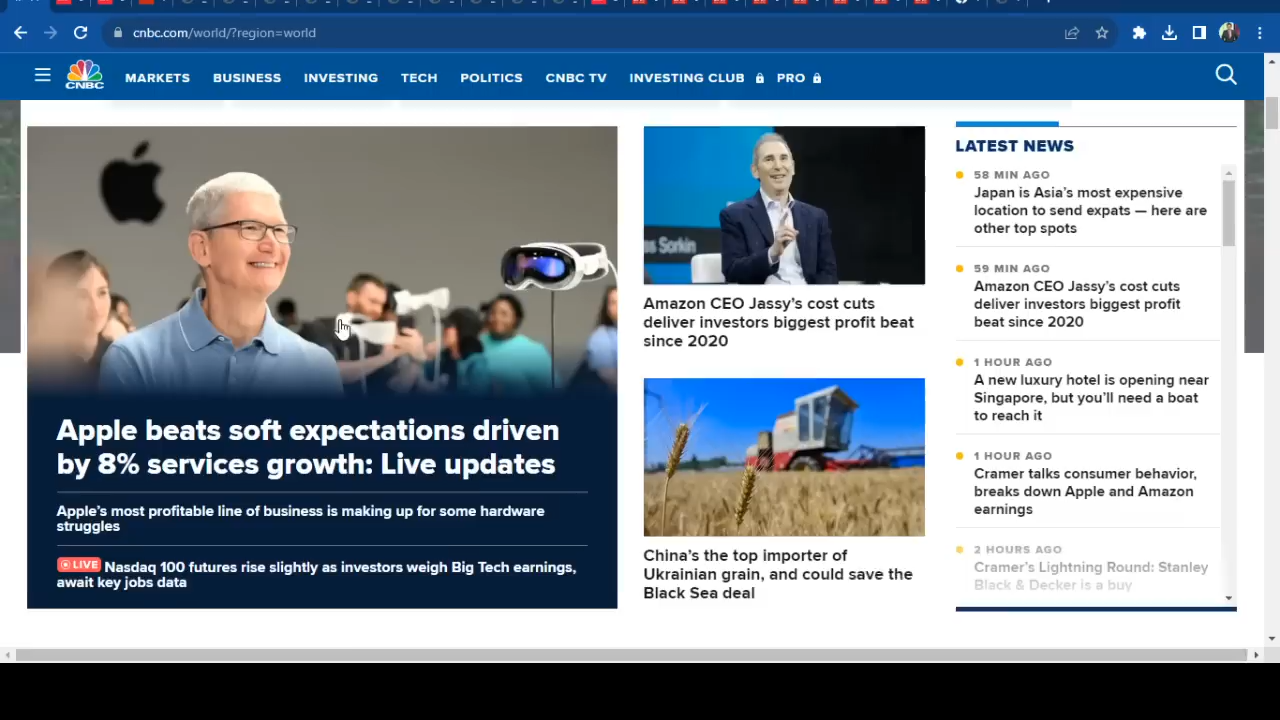 cnbc.com/world/?region=world
CNBC
MARKETS
BUSINESS
INVESTING
TECH
POLITICS
CNBC TV
INVESTING CLUB
PRO
Apple beats soft expectations driven
by 8% services growth: Live updates
Apple's most profitable line of business is making up for some hardware
struggles
LIVE Nasdaq 100 futures rise slightly as investors weigh Big Tech earnings,
await key jobs data
ss Sorkin
Amazon CEO Jassy's cost cuts
deliver investors biggest profit beat
since 2020
China's the top importer of
Ukrainian grain, and could save the
Black Sea deal
LATEST NEWS
58 MIN AGO
Japan is Asia's most expensive
location to send expats — here are
other top spots
59 MIN AGO
Amazon CEO Jassy's cost cuts
deliver investors biggest profit
beat since 2020
1 HOUR AGO
A new luxury hotel is opening near
Singapore, but you'll need a boat
to reach it
1 HOUR AGO
Cramer talks consumer behavior,
breaks down Apple and Amazon
earnings
2 HOURS AGO
Cramer's Lightning Round: Stanley
Black & Decker is a buy